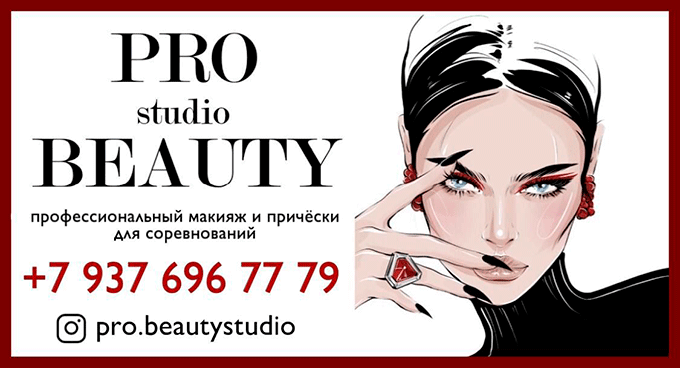 PRO
studio
BEAUTY
профессиональный макияж и причёски
для соревнований
+7 937 696 77 79
pro.beautystudio